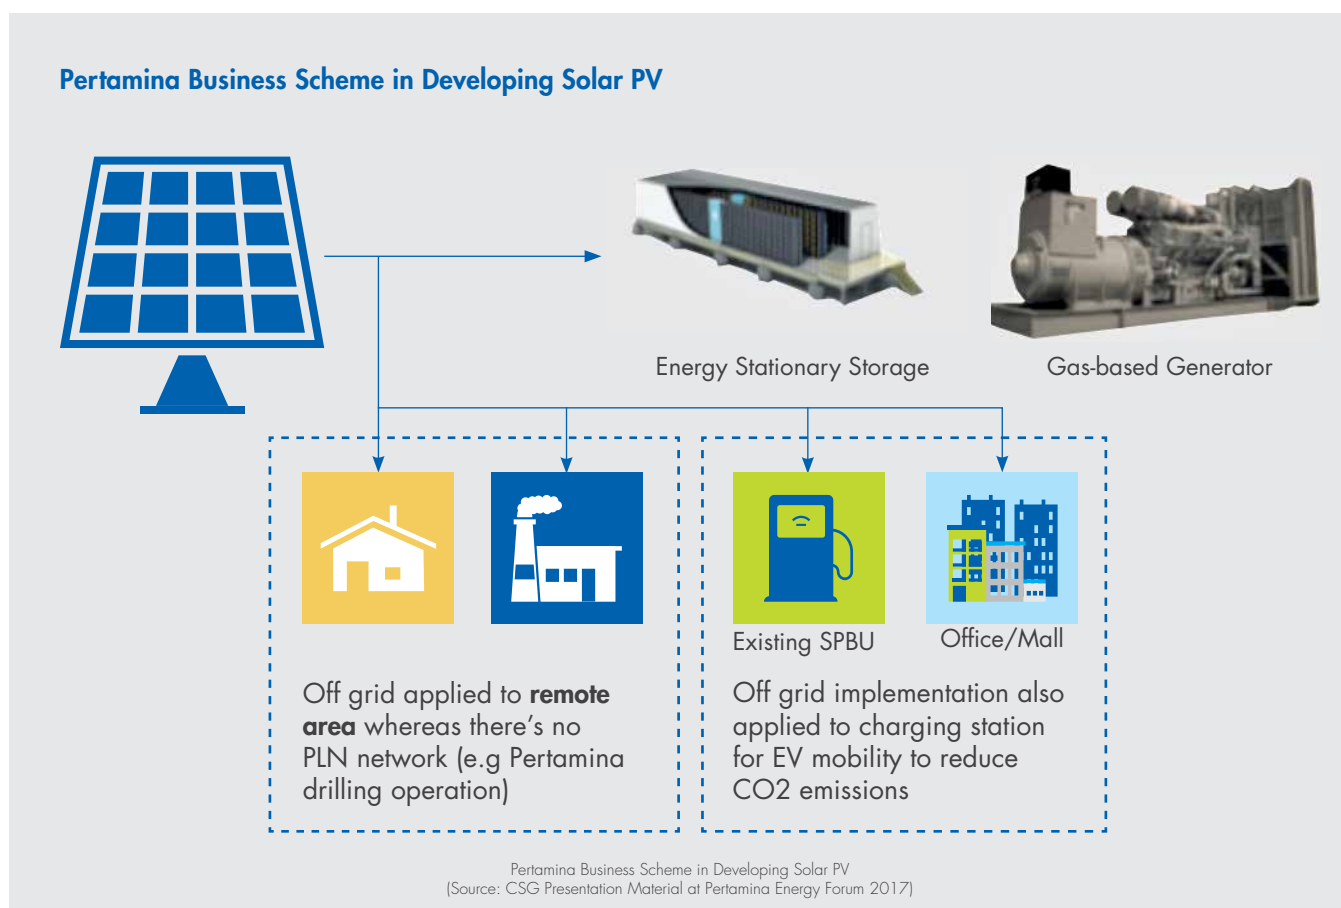 Pertamina Business Scheme in Developing Solar PV
Energy Stationary Storage
Gas-based Generator
Existing SPBU
Office/Mall
Off grid applied to remote
area whereas there's no
PLN network (e.g Pertamina
drilling operation)
Off grid implementation also
applied to charging station
for EV mobility to reduce
CO2 emissions
Pertamina Business Scheme in Developing Solar PV
(Source: CSG Presentation Material at Pertamina Energy Forum 2017)